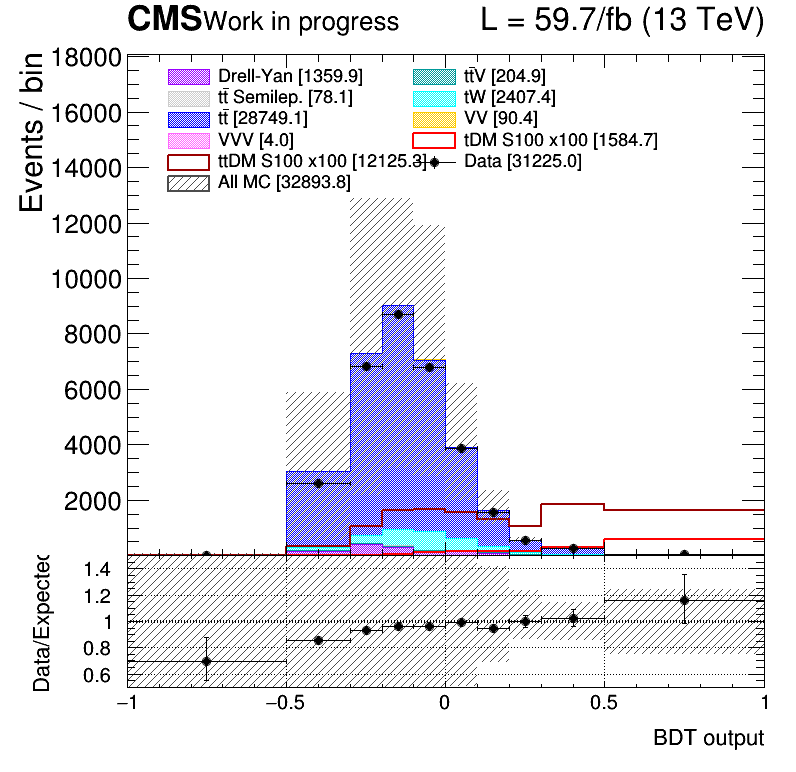 CMS Work in progress L = 59.7/fb (13 TeV)
Events / bin
18000
16000
14000
12000
10000
8000
6000
4000
2000
Drell-Yan [1359.9] tt̄V [204.9]
tt̄ Semilep. [78.1] tW [2407.4]
tt̄ [28749.1] VV [90.4]
VVV [4.0] tDM S100 x100 [1584.7]
ttDM S100 x100 [12125.3] Data [31225.0]
All MC [32893.8]
Data/Expected
1.4
1.2
1
0.8
0.6
−1 −0.5 0 0.5 1
BDT output